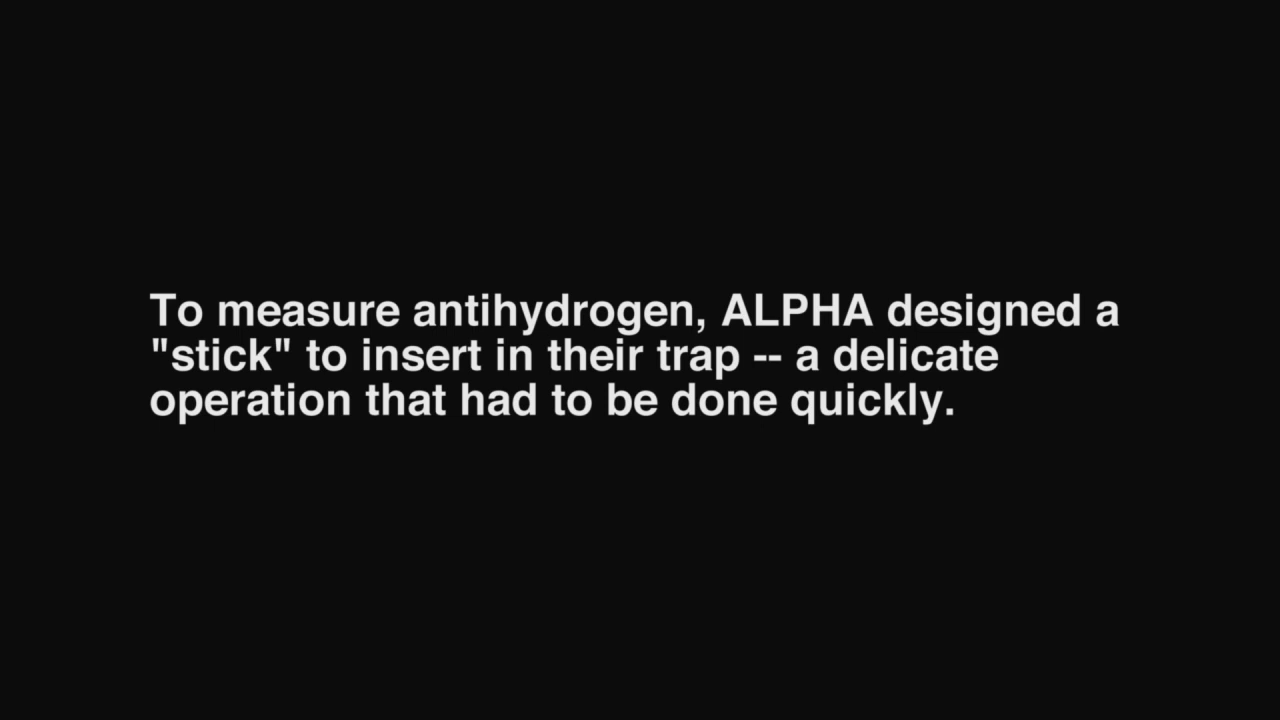 To measure antihydrogen, ALPHA designed a
"stick" to insert in their trap -- a delicate
operation that had to be done quickly.